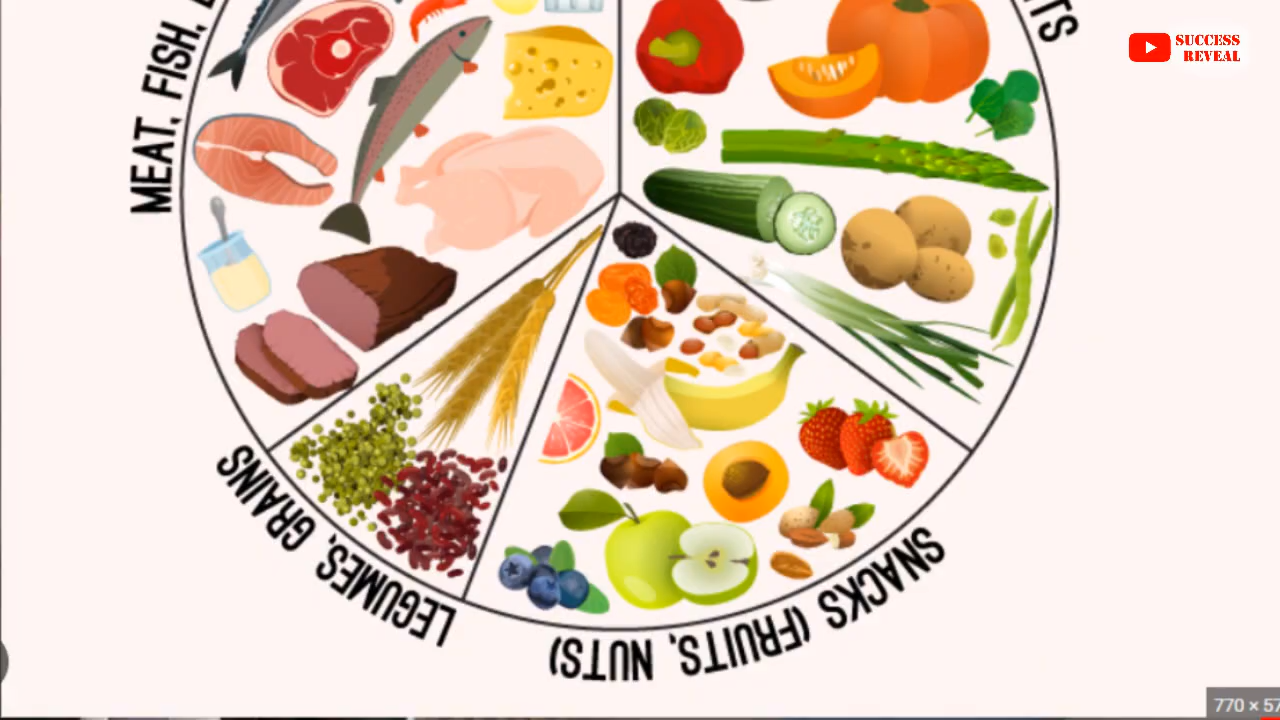 MEAT, FISH,
SUCCESS
REVEAL
LEGUMES, GRAINS
SNACKS (FRUITS, NUTS)
770 × 57